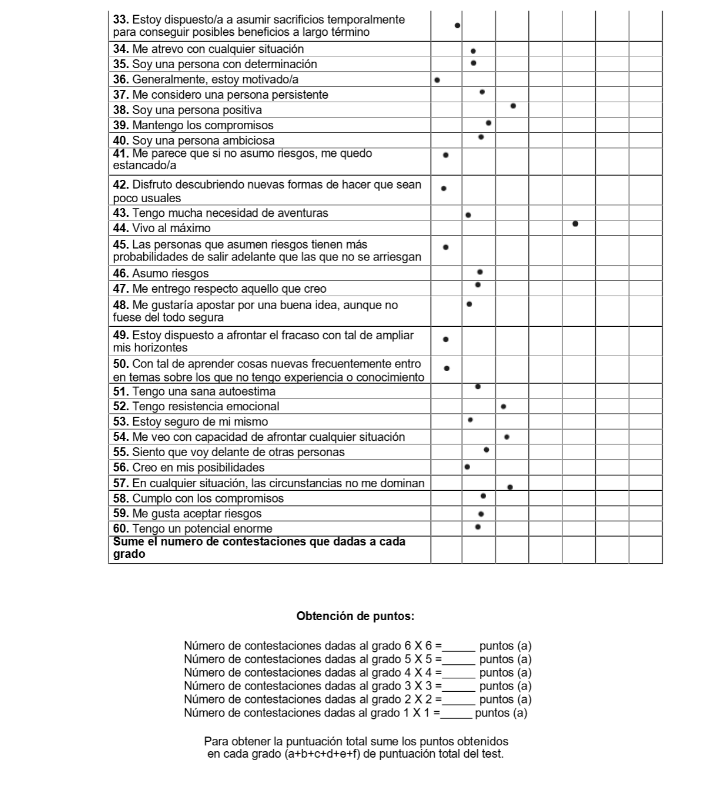 33. Estoy dispuesto/a a asumir sacrificios temporalmente
para conseguir posibles beneficios a largo término
34. Me atrevo con cualquier situación
35. Soy una persona con determinación
36. Generalmente, estoy motivado/a
37. Me considero una persona persistente
38. Soy una persona positiva
39. Mantengo los compromisos
40. Soy una persona ambiciosa
41. Me parece que si no asumo riesgos, me quedo
estancado/a
42. Disfruto descubriendo nuevas formas de hacer que sean
poco usuales
43. Tengo mucha necesidad de aventuras
44. Vivo al máximo
45. Las personas que asumen riesgos tienen más
probabilidades de salir adelante que las que no se arriesgan
46. Asumo riesgos
47. Me entrego respecto aquello que creo
48. Me gustaría apostar por una buena idea, aunque no
fuese del todo segura
49. Estoy dispuesto a afrontar el fracaso con tal de ampliar
mis horizontes
50. Con tal de aprender cosas nuevas frecuentemente entro
en temas sobre los que no tengo experiencia o conocimiento
51. Tengo una sana autoestima
52. Tengo resistencia emocional
53. Estoy seguro de mi mismo
54. Me veo con capacidad de afrontar cualquier situación
55. Siento que voy delante de otras personas
56. Creo en mis posibilidades
57. En cualquier situación, las circunstancias no me dominan
58. Cumplo con los compromisos
59. Me gusta aceptar riesgos
60. Tengo un potencial enorme
Sume el numero de contestaciones que dadas a cada
grado
Obtención de puntos:
Número de contestaciones dadas al grado 6 X 6 =_____ puntos (a)
Número de contestaciones dadas al grado 5 X 5 =_____ puntos (a)
Número de contestaciones dadas al grado 4 X 4 =_____ puntos (a)
Número de contestaciones dadas al grado 3 X 3 =_____ puntos (a)
Número de contestaciones dadas al grado 2 X 2 =_____ puntos (a)
Número de contestaciones dadas al grado 1 X 1 =_____ puntos (a)
Para obtener la puntuación total sume los puntos obtenidos
en cada grado (a+b+c+d+e+f) de puntuación total del test.